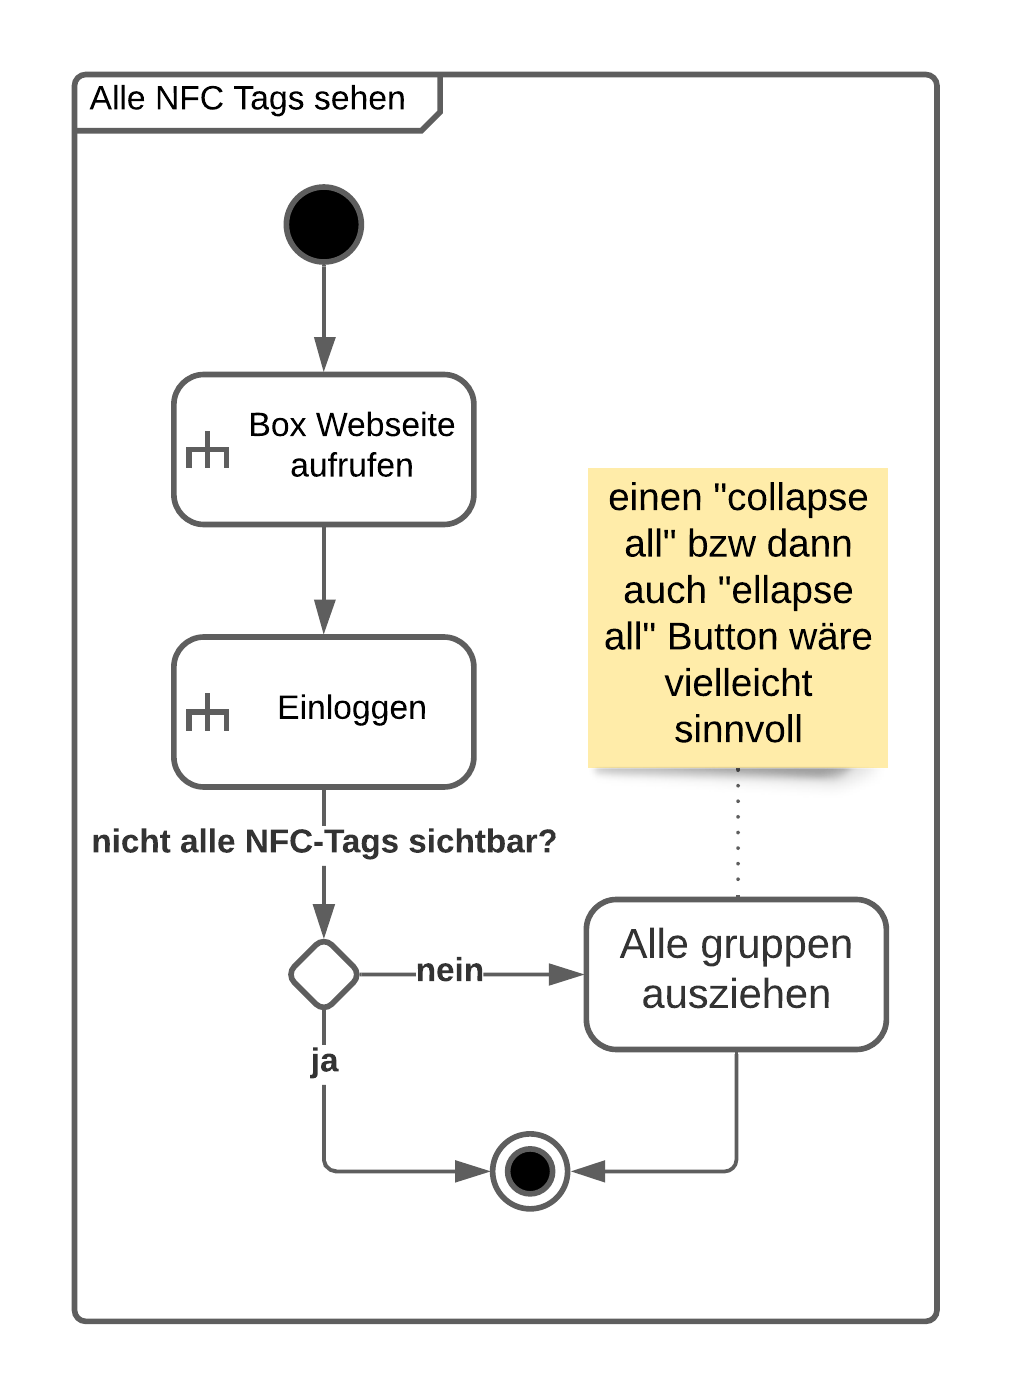 Alle NFC Tags sehen
Box Webseite
aufrufen
einen "collapse
all" bzw dann
auch "ellapse
all" Button wäre
vielleicht
sinnvoll
Einloggen
nicht alle NFC-Tags sichtbar?
nein
Alle gruppen
ausziehen
ja